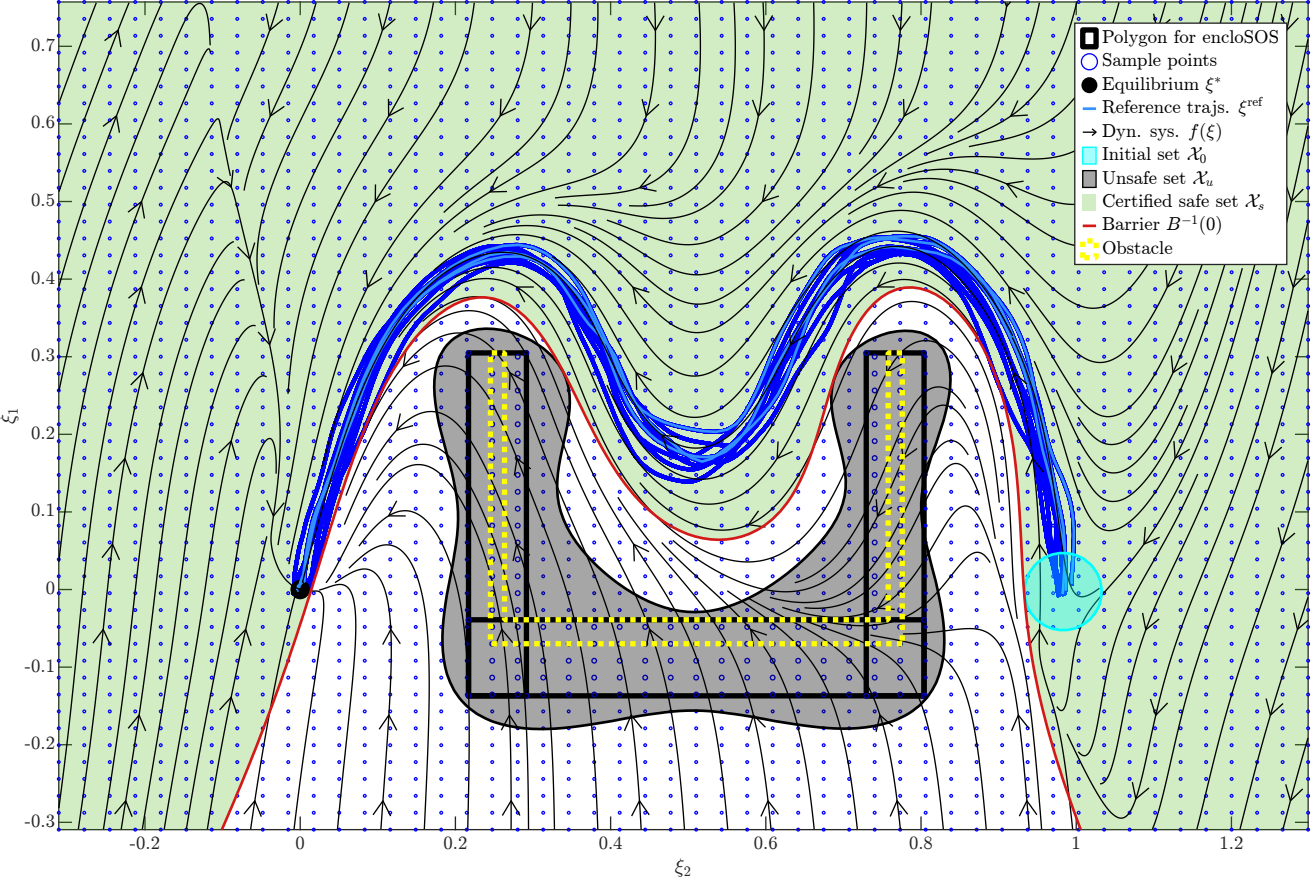 0.7
0.6
0.5
0.4
0.3
0.2
0.1
0
-0.1
-0.2
-0.3
ξ₁
-0.2
0
0.2
0.4
0.6
0.8
1
1.2
ξ₂
Polygon for encloSOS
Sample points
Equilibrium ξ*
Reference trajs. ξʳᵉᶠ
Dyn. sys. f(ξ)
Initial set 𝒳₀
Unsafe set 𝒳ᵤ
Certified safe set 𝒳ₛ
Barrier B⁻¹(0)
Obstacle